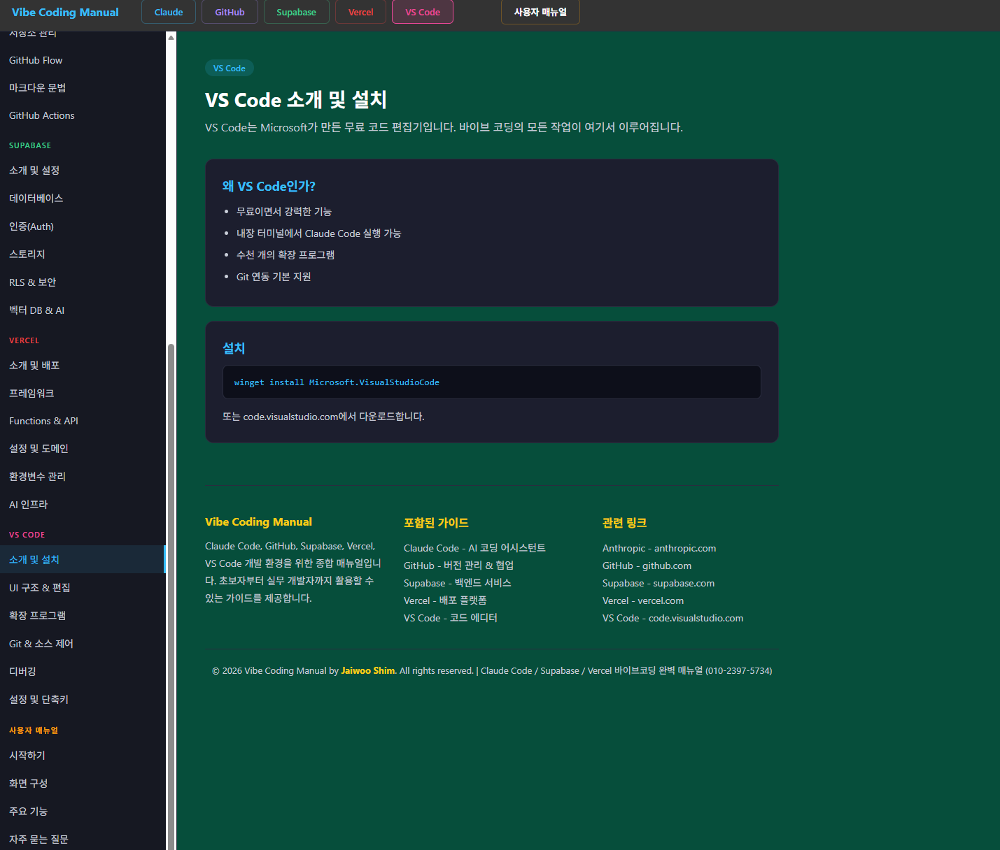 Vibe Coding Manual
Claude
GitHub
Supabase
Vercel
VS Code
사용자 매뉴얼
저장소 관리
GitHub Flow
마크다운 문법
GitHub Actions
SUPABASE
소개 및 설정
데이터베이스
인증(Auth)
스토리지
RLS & 보안
벡터 DB & AI
VERCEL
소개 및 배포
프레임워크
Functions & API
설정 및 도메인
환경변수 관리
AI 인프라
VS CODE
소개 및 설치
UI 구조 & 편집
확장 프로그램
Git & 소스 제어
디버깅
설정 및 단축키
사용자 매뉴얼
시작하기
화면 구성
주요 기능
자주 묻는 질문
VS Code
VS Code 소개 및 설치
VS Code는 Microsoft가 만든 무료 코드 편집기입니다. 바이브 코딩의 모든 작업이 여기서 이루어집니다.
왜 VS Code인가?
• 무료이면서 강력한 기능
• 내장 터미널에서 Claude Code 실행 가능
• 수천 개의 확장 프로그램
• Git 연동 기본 지원
설치
winget install Microsoft.VisualStudioCode
또는 code.visualstudio.com에서 다운로드합니다.
Vibe Coding Manual
Claude Code, GitHub, Supabase, Vercel,
VS Code 개발 환경을 위한 종합 매뉴얼입니
다. 초보자부터 실무 개발자까지 활용할 수
있는 가이드를 제공합니다.
포함된 가이드
Claude Code - AI 코딩 어시스턴트
GitHub - 버전 관리 & 협업
Supabase - 백엔드 서비스
Vercel - 배포 플랫폼
VS Code - 코드 에디터
관련 링크
Anthropic - anthropic.com
GitHub - github.com
Supabase - supabase.com
Vercel - vercel.com
VS Code - code.visualstudio.com
© 2026 Vibe Coding Manual by Jaiwoo Shim. All rights reserved. | Claude Code / Supabase / Vercel 바이브코딩 완벽 매뉴얼 (010-2397-5734)